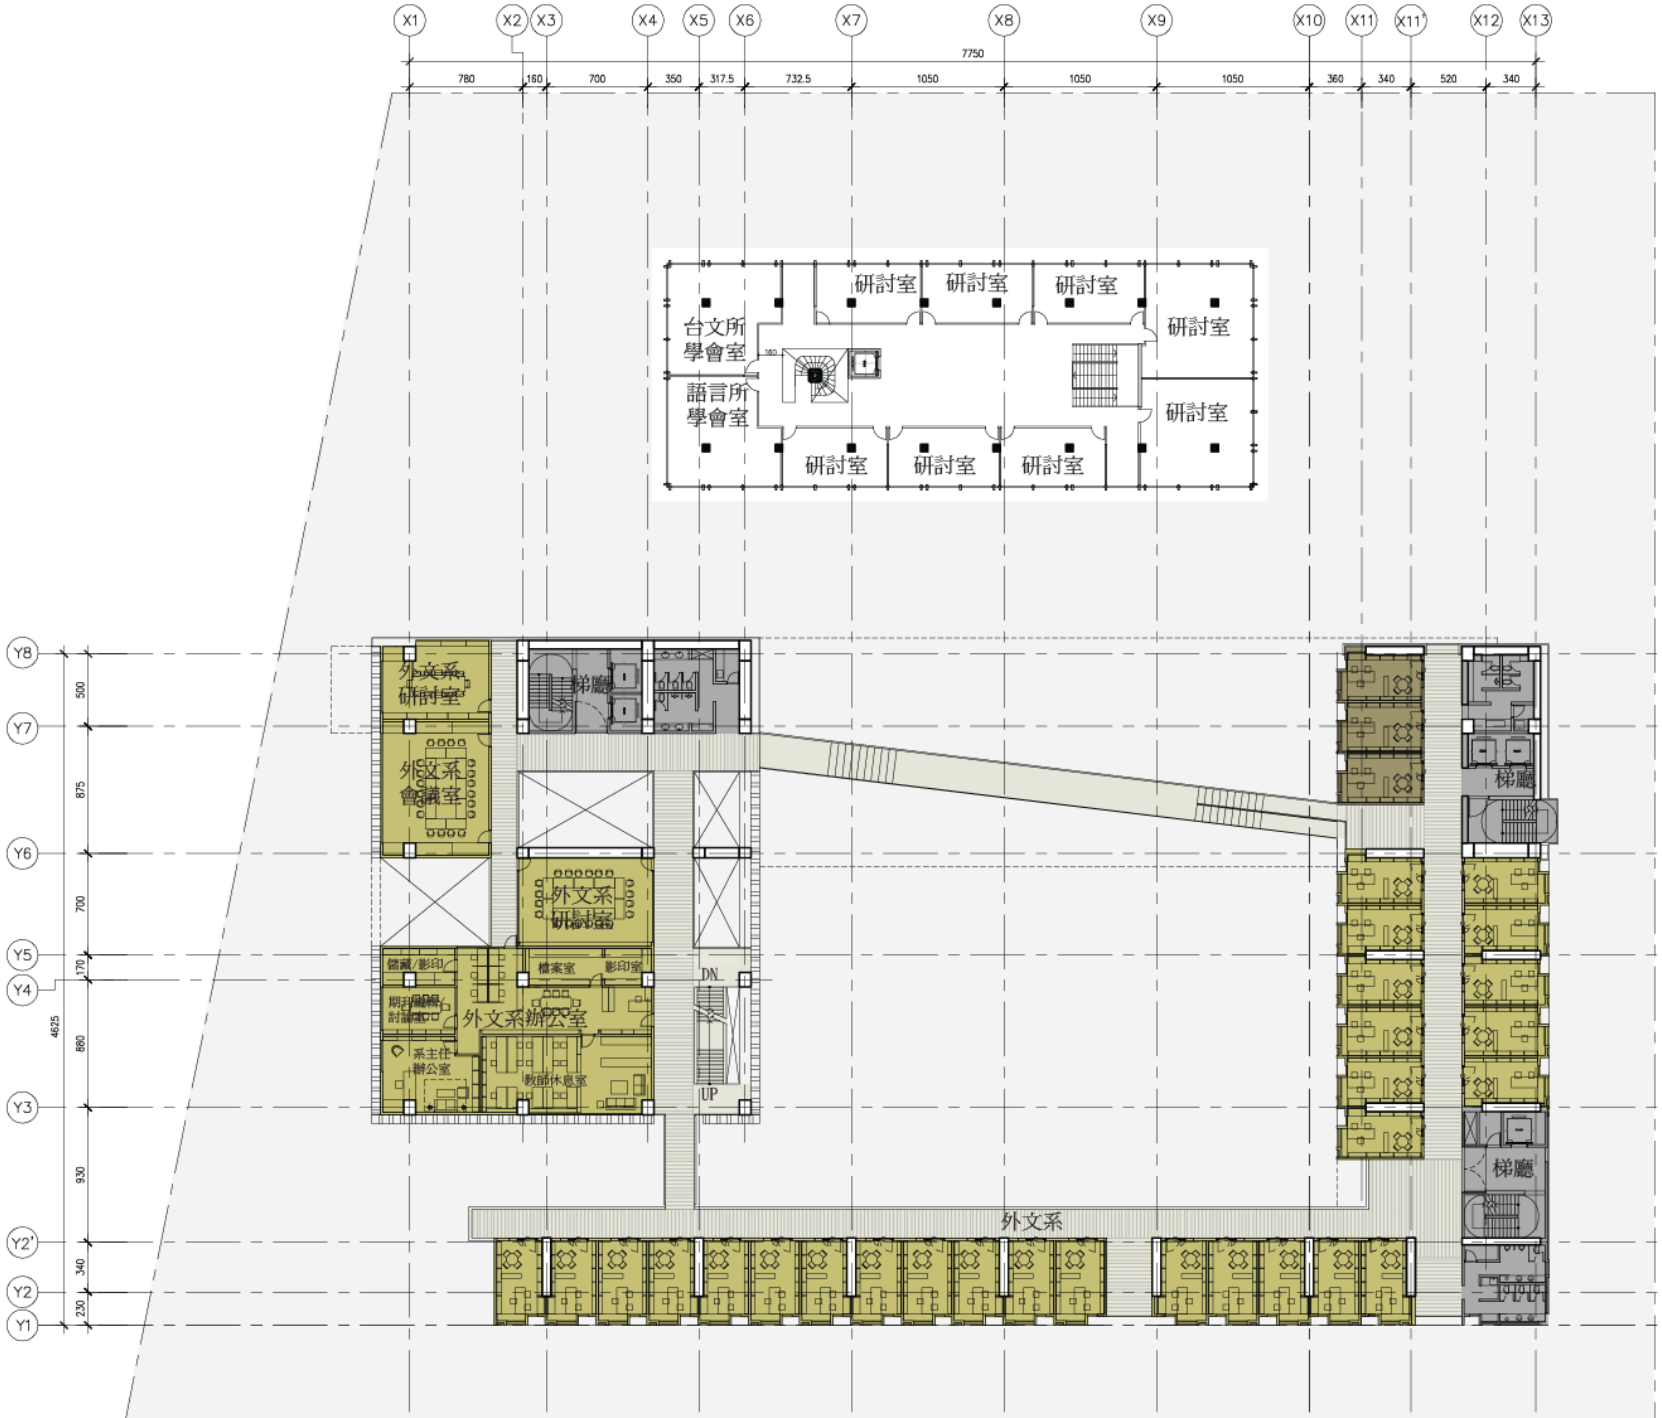 X1 X2 X3 X4 X5 X6 X7 X8 X9 X10 X11 X11' X12 X13
7750
780 160 700 350 317.5 732.5 1050 1050 1050 360 340 520 340
研討室 研討室 研討室
台文所
學會室
研討室
160
語言所
學會室
研討室
研討室 研討室 研討室
Y8
500
Y7
875
Y6
700
Y5
170
Y4
4625
880
Y3
930
Y2'
340
Y2
230
Y1
外文系
研討室
梯廳
外文系
會議室
梯廳
外文系
研討室
儲藏/影印
檔案室
影印室
DN
討論室
外文系辦公室
系主任
辦公室
教師休息室
UP
梯廳
外文系